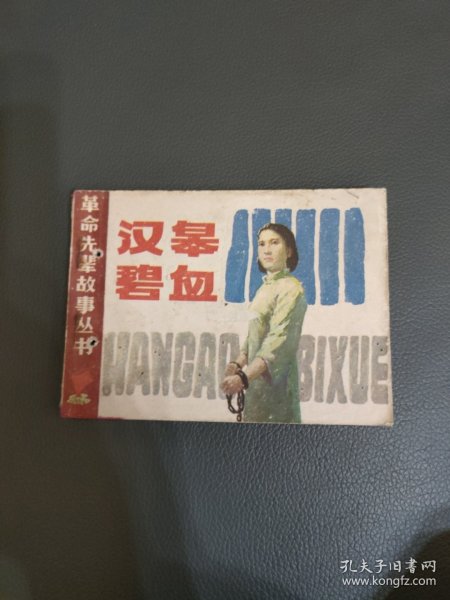 革命先辈故事丛书
汉皋
碧血
HANGAO BIXUE
孔夫子旧书网
www.kongfz.com